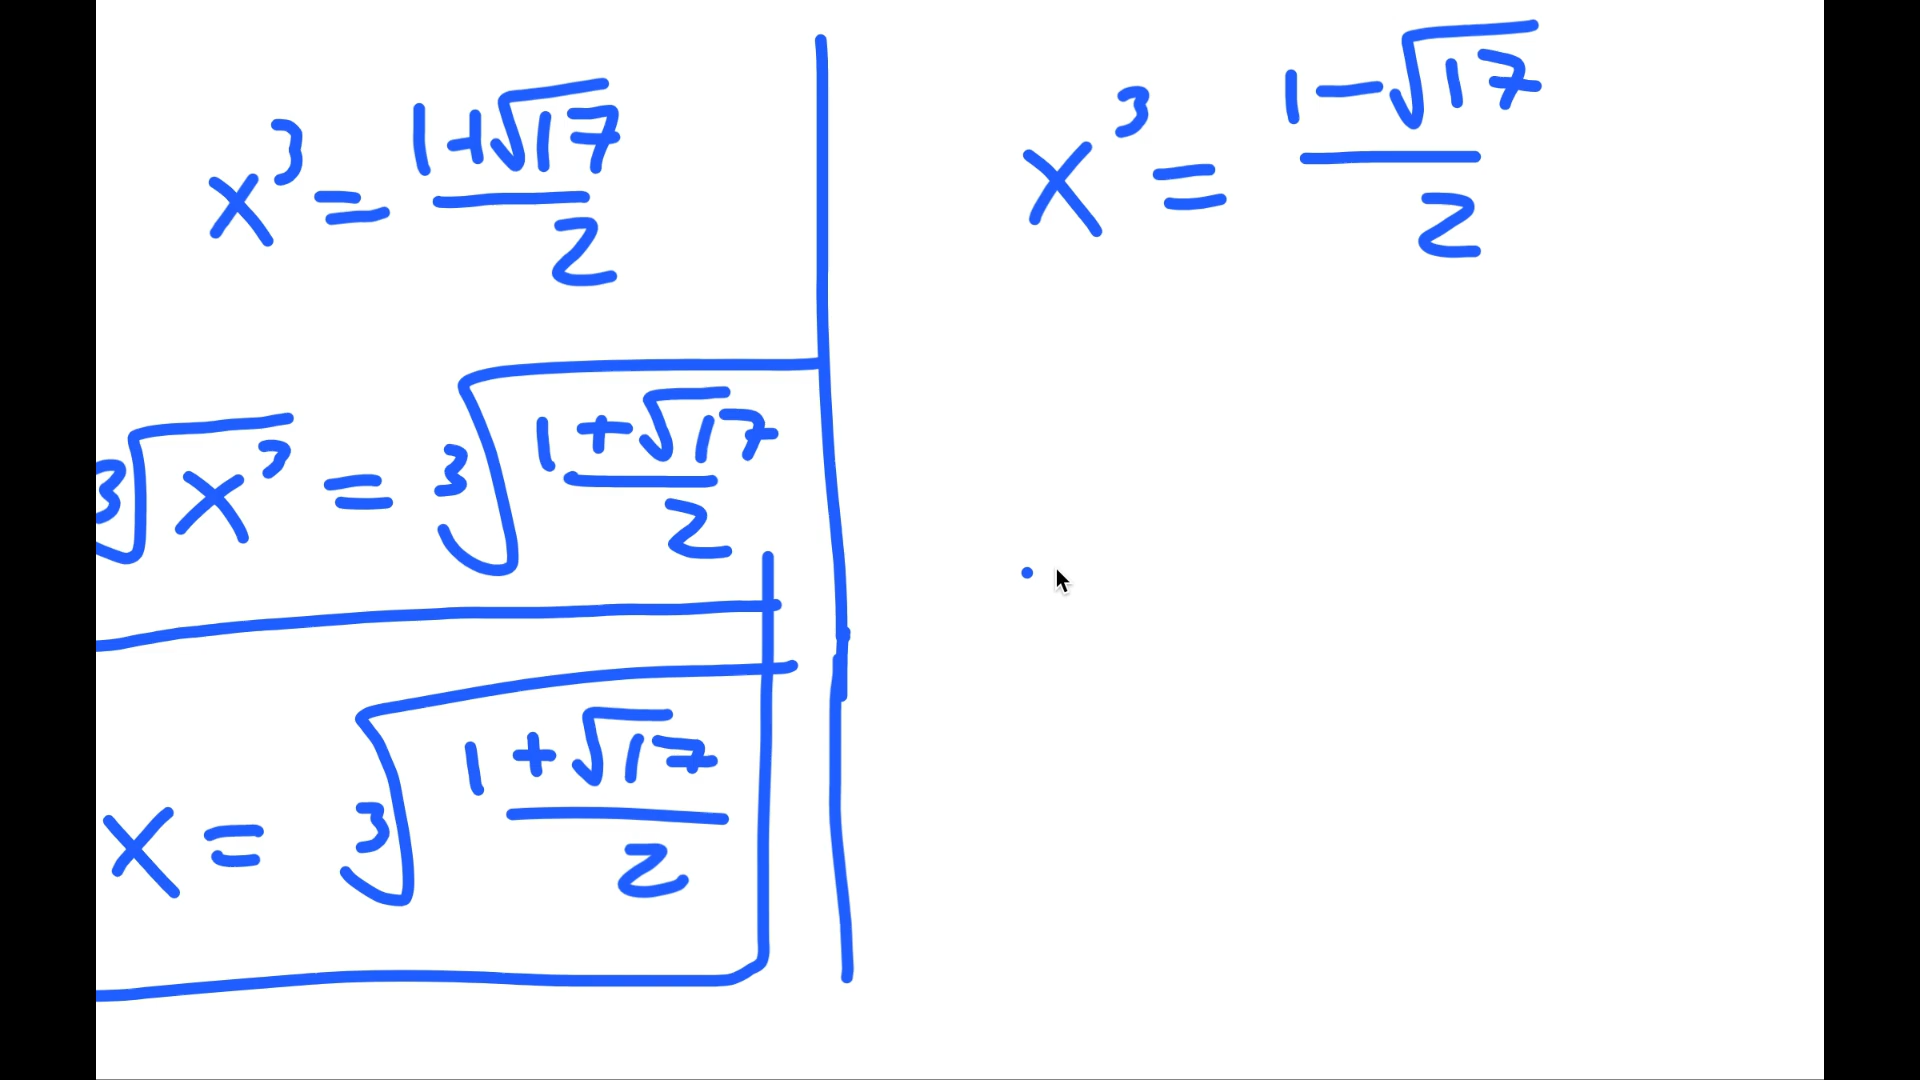 x³ = (1+√17)/2
∛(x³) = ∛((1+√17)/2)
x = ∛((1+√17)/2)
x³ = (1-√17)/2